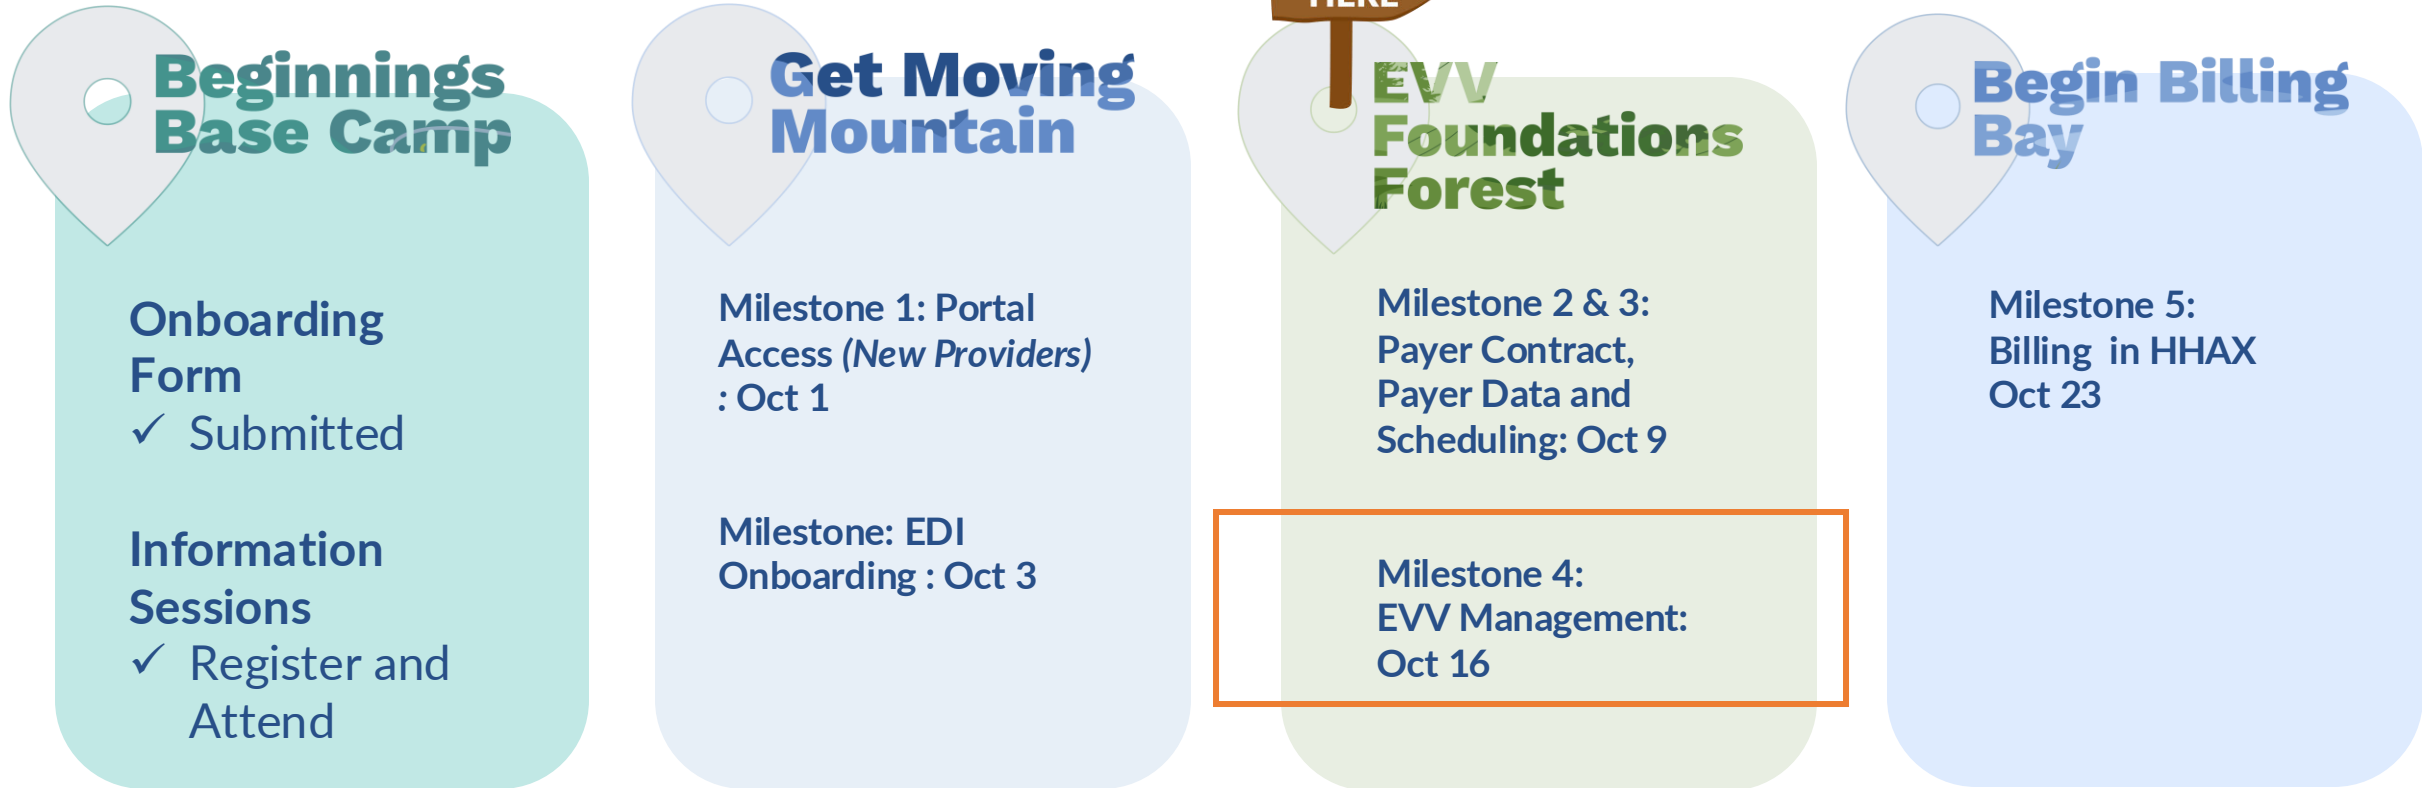 HERE
Beginnings
Base Camp
Onboarding
Form
✓ Submitted
Information
Sessions
✓ Register and
Attend
Get Moving
Mountain
Milestone 1: Portal
Access (New Providers)
: Oct 1
Milestone: EDI
Onboarding : Oct 3
EVV
Foundations
Forest
Milestone 2 & 3:
Payer Contract,
Payer Data and
Scheduling: Oct 9
Milestone 4:
EVV Management:
Oct 16
Begin Billing
Bay
Milestone 5:
Billing  in HHAX
Oct 23